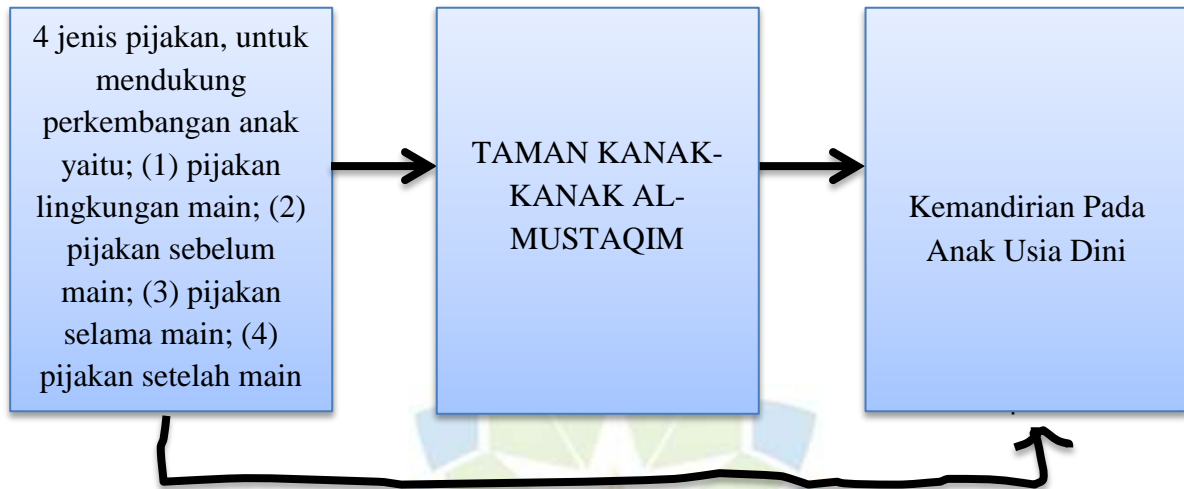 4 jenis pijakan, untuk
mendukung
perkembangan anak
yaitu; (1) pijakan
lingkungan main; (2)
pijakan sebelum
main; (3) pijakan
selama main; (4)
pijakan setelah main
TAMAN KANAK-
KANAK AL-
MUSTAQIM
Kemandirian Pada
Anak Usia Dini